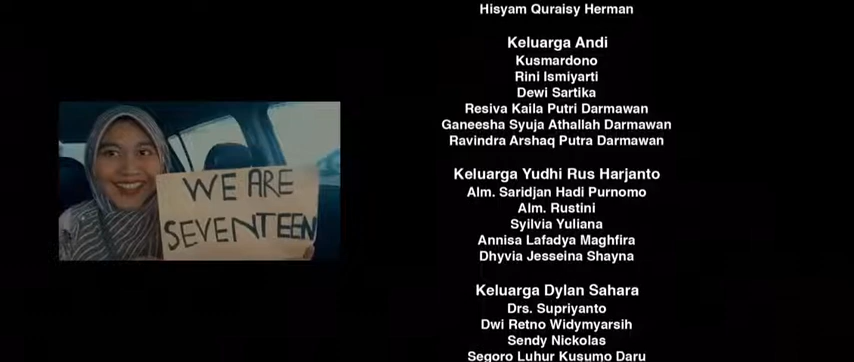 WE ARE
SEVENTEEN
Hisyam Quraisy Herman
Keluarga Andi
Kusmardono
Rini Ismiyarti
Dewi Sartika
Resiva Kaila Putri Darmawan
Ganeesha Syuja Athallah Darmawan
Ravindra Arshaq Putra Darmawan
Keluarga Yudhi Rus Harjanto
Alm. Saridjan Hadi Purnomo
Alm. Rustini
Syilvia Yuliana
Annisa Lafadya Maghfira
Dhyvia Jesseina Shayna
Keluarga Dylan Sahara
Drs. Supriyanto
Dwi Retno Widymyarsih
Sendy Nickolas
Segoro Luhur Kusumo Daru